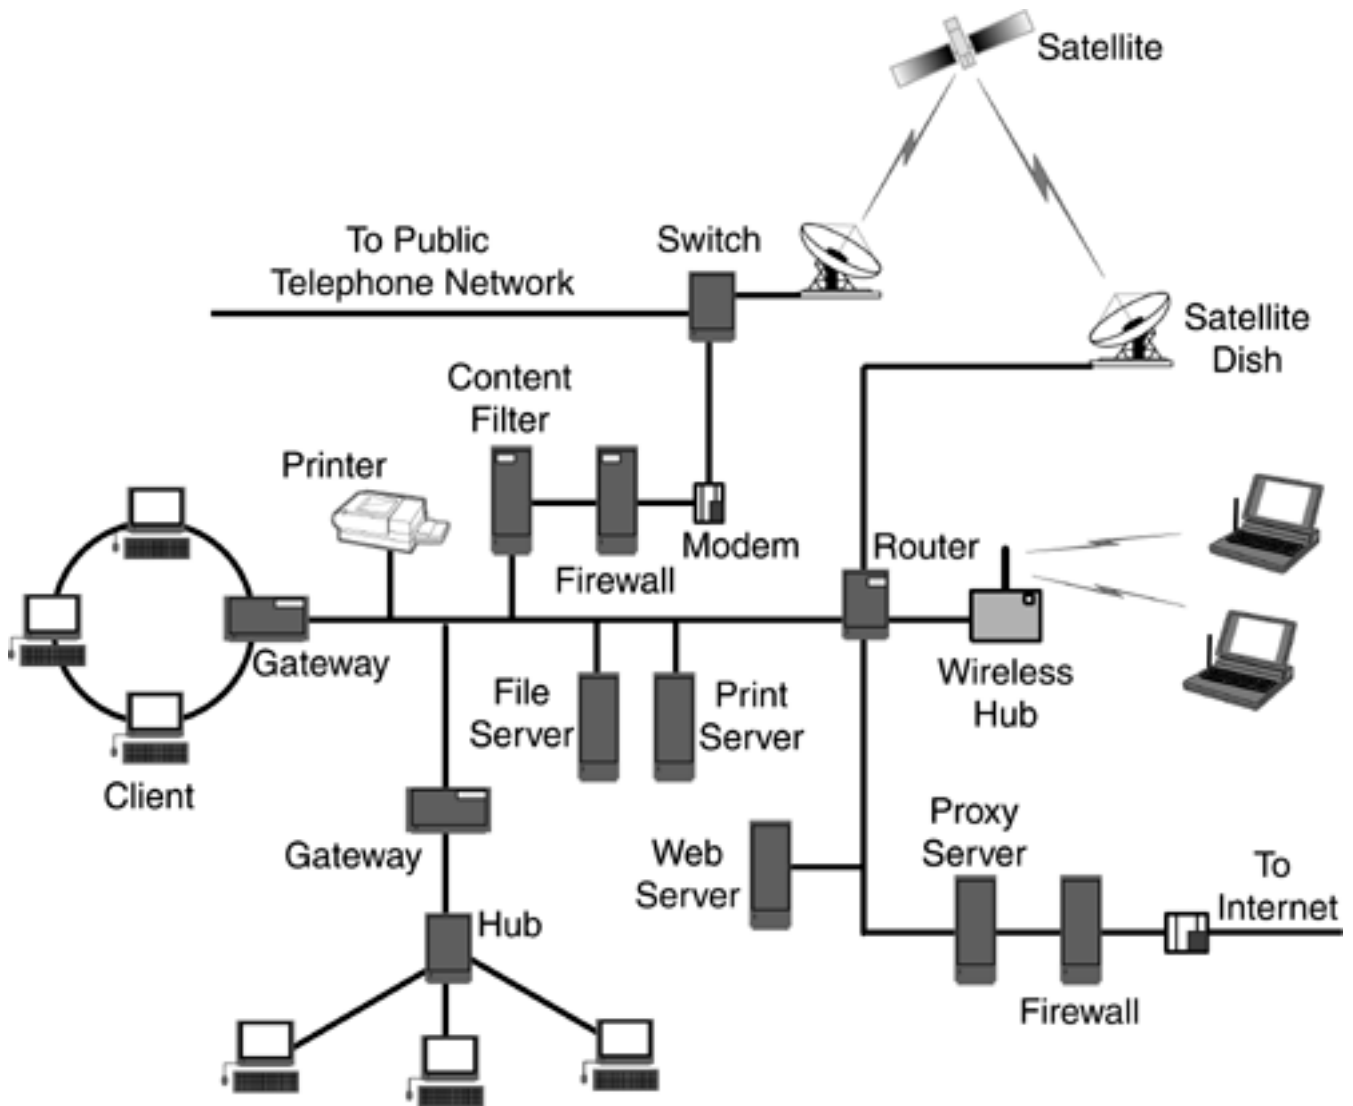 Satellite
To Public
Telephone Network
Switch
Satellite
Dish
Content
Filter
Printer
Modem
Router
Firewall
Gateway
File
Server
Print
Server
Wireless
Hub
Client
Gateway
Web
Server
Proxy
Server
To
Internet
Hub
Firewall